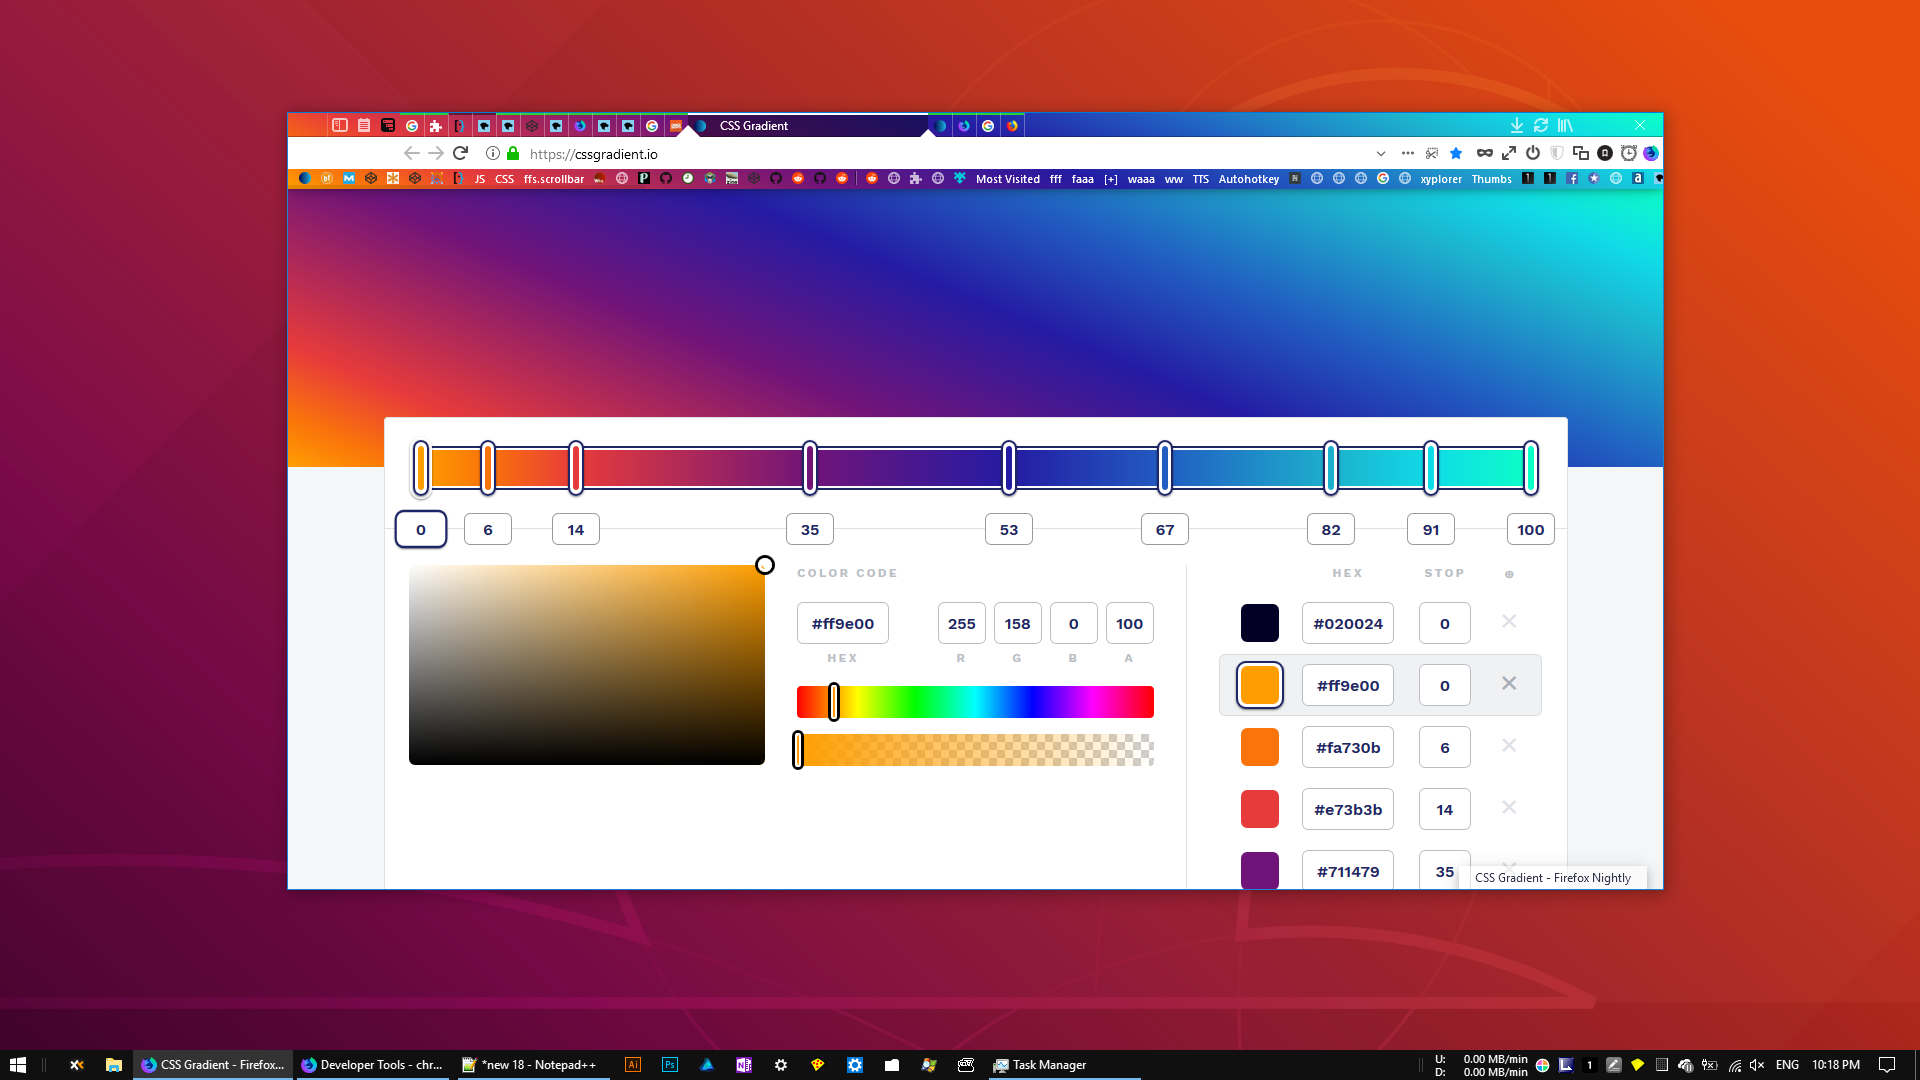 CSS Gradient
https://cssgradient.io
JS CSS ffs.scrollbar Most Visited fff faaa [+] waaa ww TTS Autohotkey xyplorer Thumbs
0 6 14 35 53 67 82 91 100
COLOR CODE
#ff9e00 255 158 0 100
HEX R G B A
HEX STOP
#020024 0
#ff9e00 0
#fa730b 6
#e73b3b 14
#711479 35
CSS Gradient - Firefox Nightly
CSS Gradient - Firefox...
Developer Tools - chr...
*new 18 - Notepad++
Ai
Ps
Task Manager
U: 0.00 MB/min
D: 0.00 MB/min
1
ENG
10:18 PM